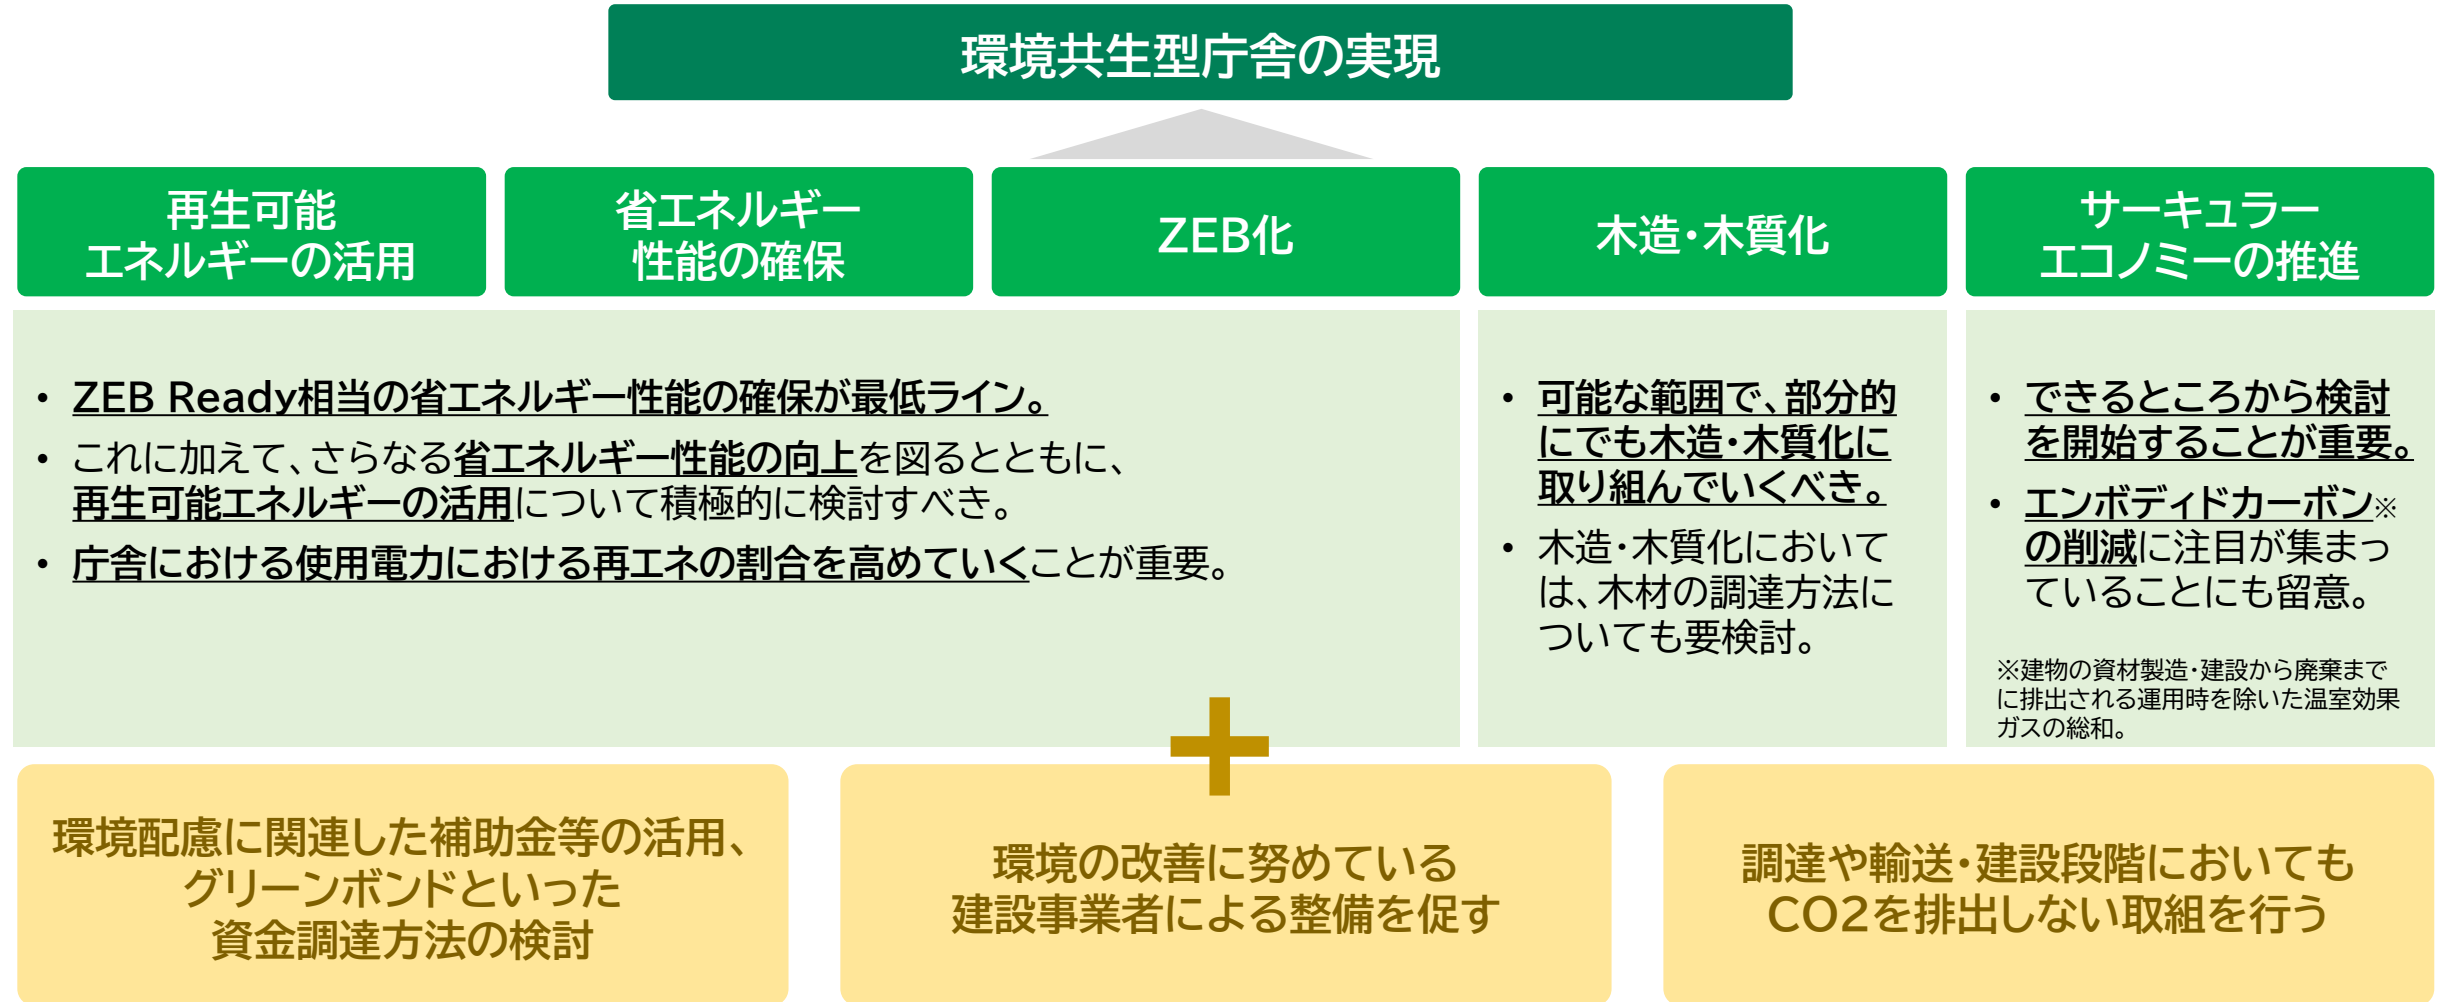 環境共生型庁舎の実現
再生可能
エネルギーの活用
省エネルギー
性能の確保
ZEB化
木造・木質化
サーキュラー
エコノミーの推進
• ZEB Ready相当の省エネルギー性能の確保が最低ライン。
• これに加えて、さらなる省エネルギー性能の向上を図るとともに、
再生可能エネルギーの活用について積極的に検討すべき。
• 庁舎における使用電力における再エネの割合を高めていくことが重要。
• 可能な範囲で、部分的
にでも木造・木質化に
取り組んでいくべき。
• 木造・木質化において
は、木材の調達方法に
ついても要検討。
• できるところから検討
を開始することが重要。
• エンボディドカーボン※
の削減に注目が集まっ
ていることにも留意。
※建物の資材製造・建設から廃棄まで
に排出される運用時を除いた温室効果
ガスの総和。
環境配慮に関連した補助金等の活用、
グリーンボンドといった
資金調達方法の検討
環境の改善に努めている
建設事業者による整備を促す
調達や輸送・建設段階においても
CO2を排出しない取組を行う